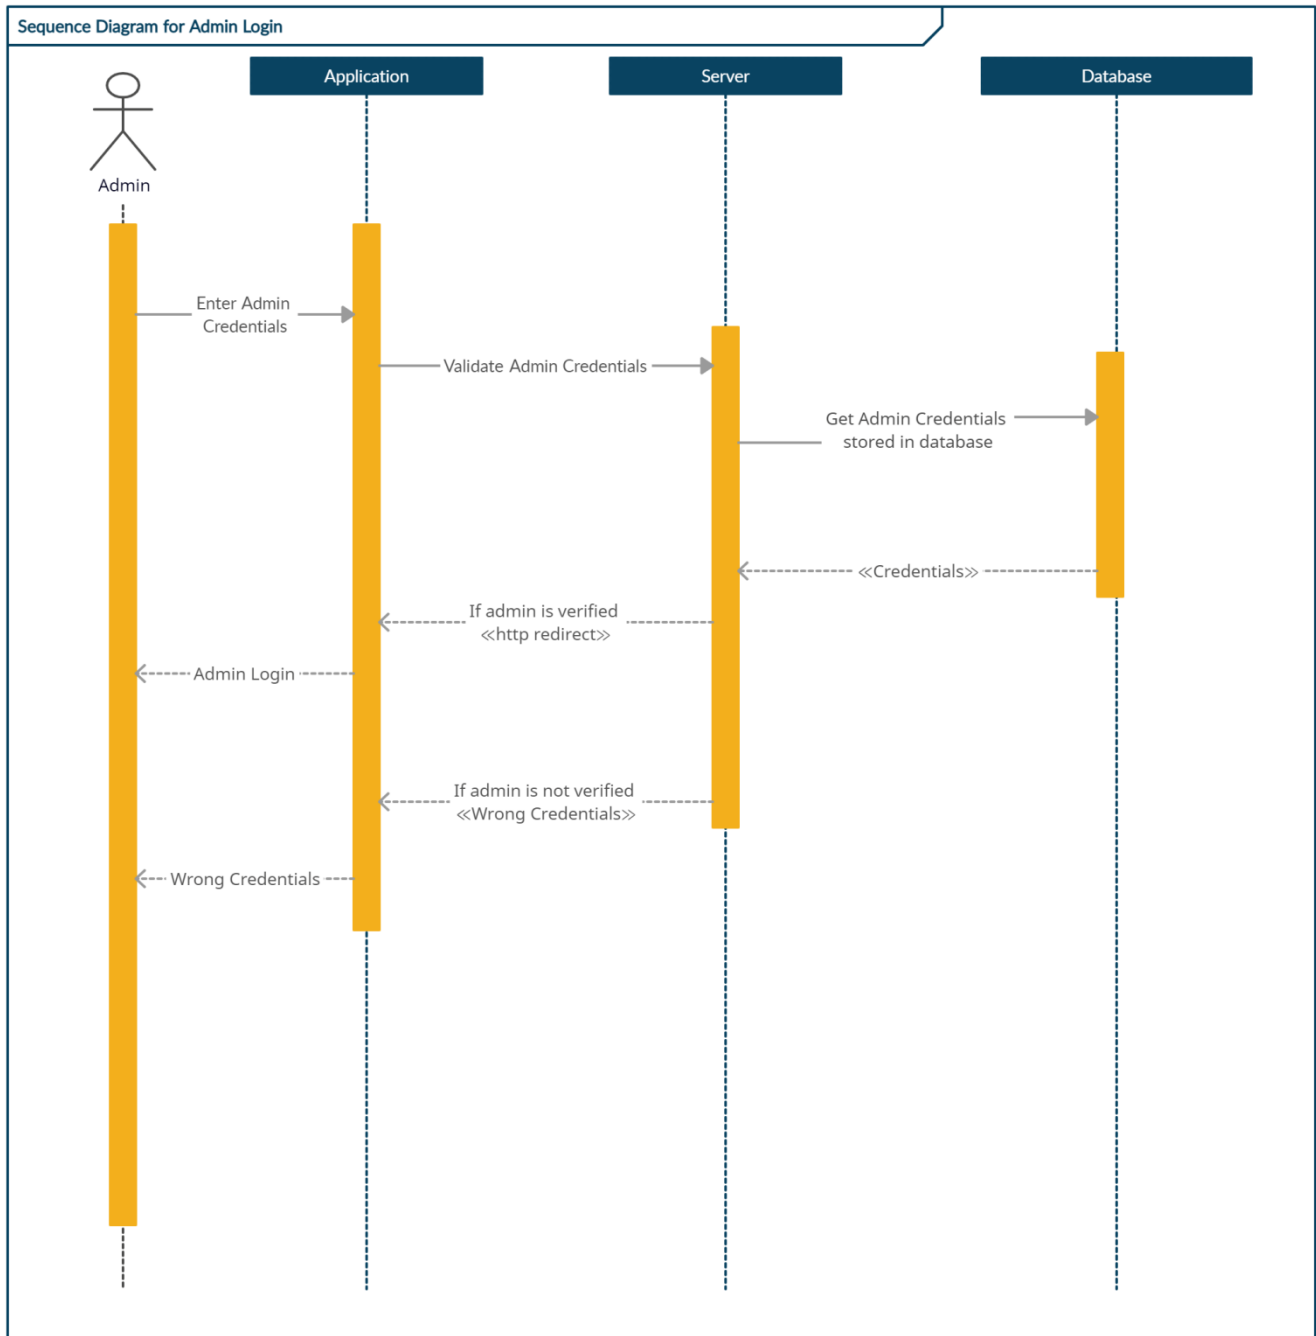 Sequence Diagram for Admin Login
Application
Server
Database
Admin
Enter Admin
Credentials
Validate Admin Credentials
Get Admin Credentials
stored in database
≪Credentials≫
If admin is verified
≪http redirect≫
Admin Login
If admin is not verified
≪Wrong Credentials≫
Wrong Credentials